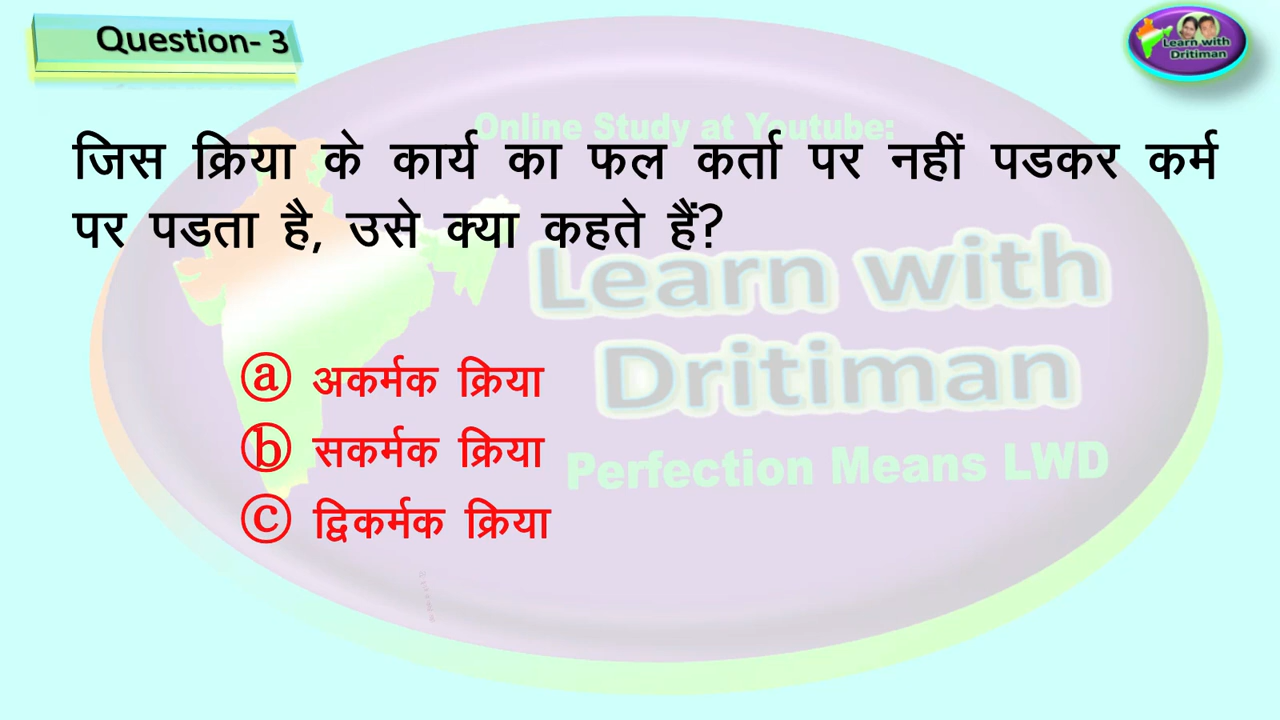 Question- 3
Learn with
Dritiman
Online Study at Youtube:
जिस क्रिया के कार्य का फल कर्ता पर नहीं पडकर कर्म
पर पडता है, उसे क्या कहते हैं?
Learn with
Dritiman
ⓐ अकर्मक क्रिया
ⓑ सकर्मक क्रिया
Perfection Means LWD
ⓒ द्विकर्मक क्रिया